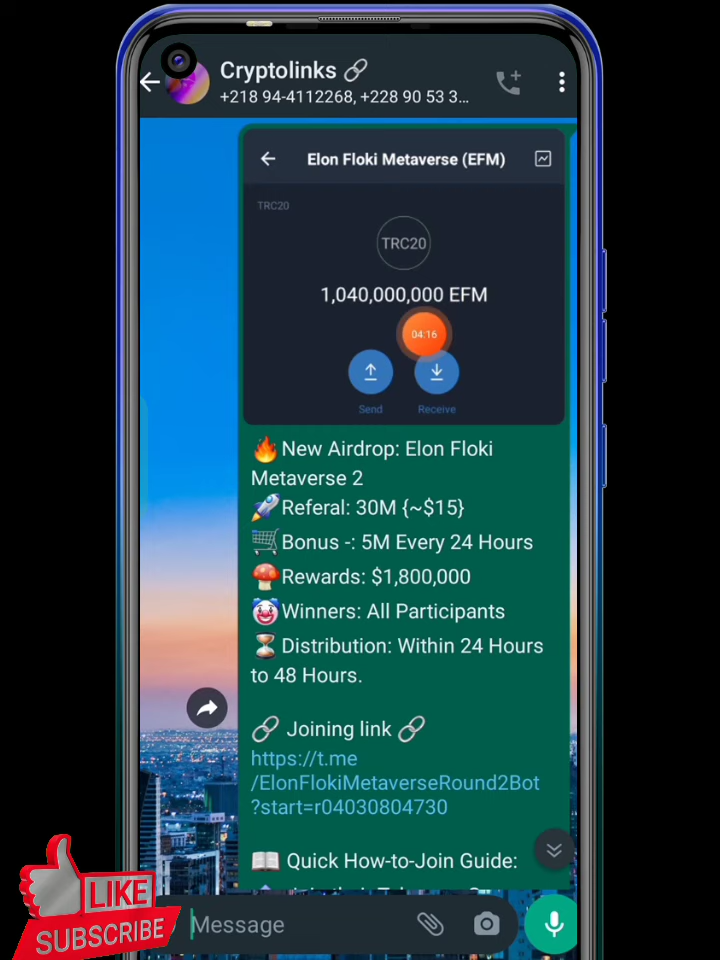 Cryptolinks 🔗
+218 94-4112268, +228 90 53 3...
Elon Floki Metaverse (EFM)
TRC20
TRC20
1,040,000,000 EFM
04:16
Send Receive
🔥New Airdrop: Elon Floki
Metaverse 2
🚀Referal: 30M {~$15}
🛒Bonus -: 5M Every 24 Hours
🍄Rewards: $1,800,000
🤡Winners: All Participants
⏳Distribution: Within 24 Hours
to 48 Hours.
🔗 Joining link 🔗
https://t.me
/ElonFlokiMetaverseRound2Bot
?start=r04030804730
📖 Quick How-to-Join Guide:
Message
LIKE
SUBSCRIBE